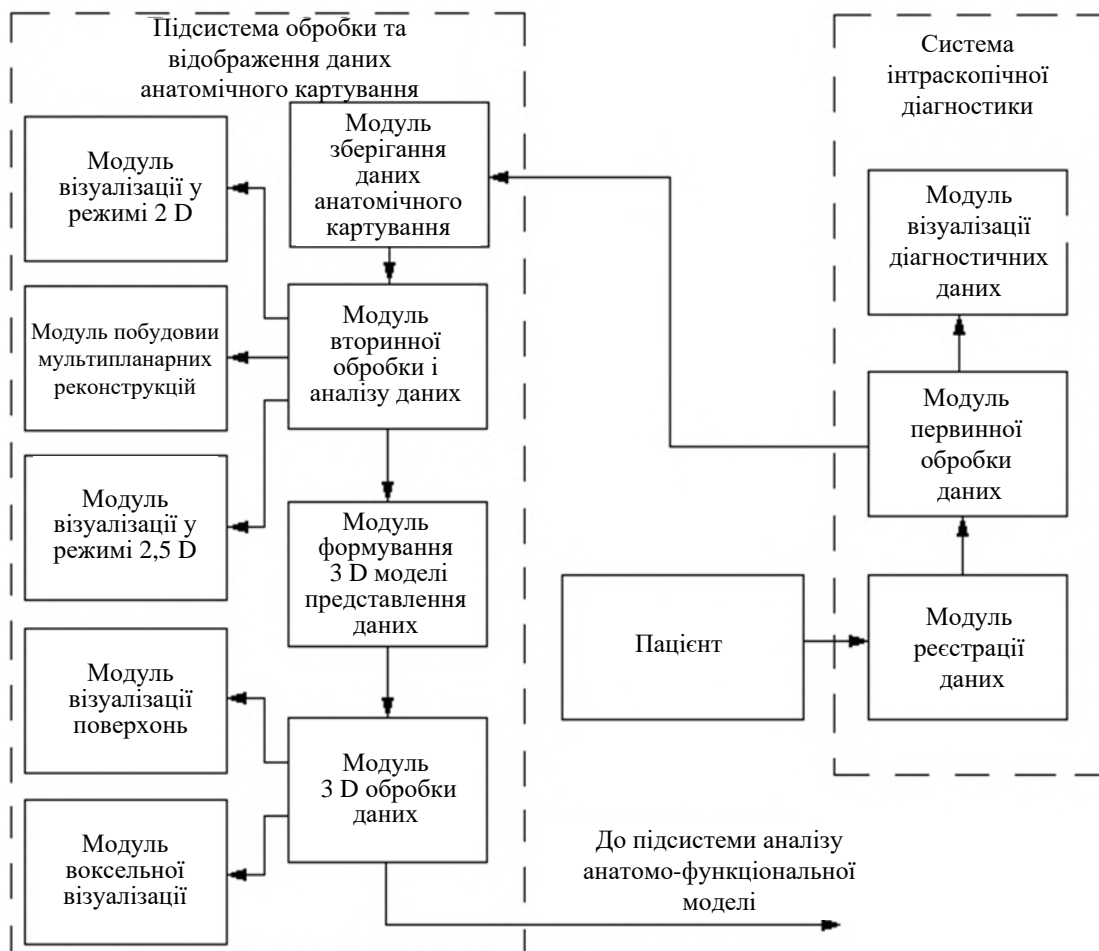 Підсистема обробки та
відображення даних
анатомічного картування
Модуль
візуалізації у
режимі 2 D
Модуль
зберігання
даних
анатомічного
картування
Модуль побудовии
мультипланарних
реконструкцій
Модуль
вторинної
обробки і
аналізу даних
Модуль
візуалізації у
режимі 2,5 D
Модуль
формування
3 D моделі
представлення
даних
Модуль
візуалізації
поверхонь
Модуль
3 D обробки
даних
Модуль
воксельної
візуалізації
Система
інтраскопічної
діагностики
Модуль
візуалізації
діагностичних
даних
Модуль
первинної
обробки
даних
Пацієнт
Модуль
реєстрації
даних
До підсистеми аналізу
анатомо-функціональної
моделі